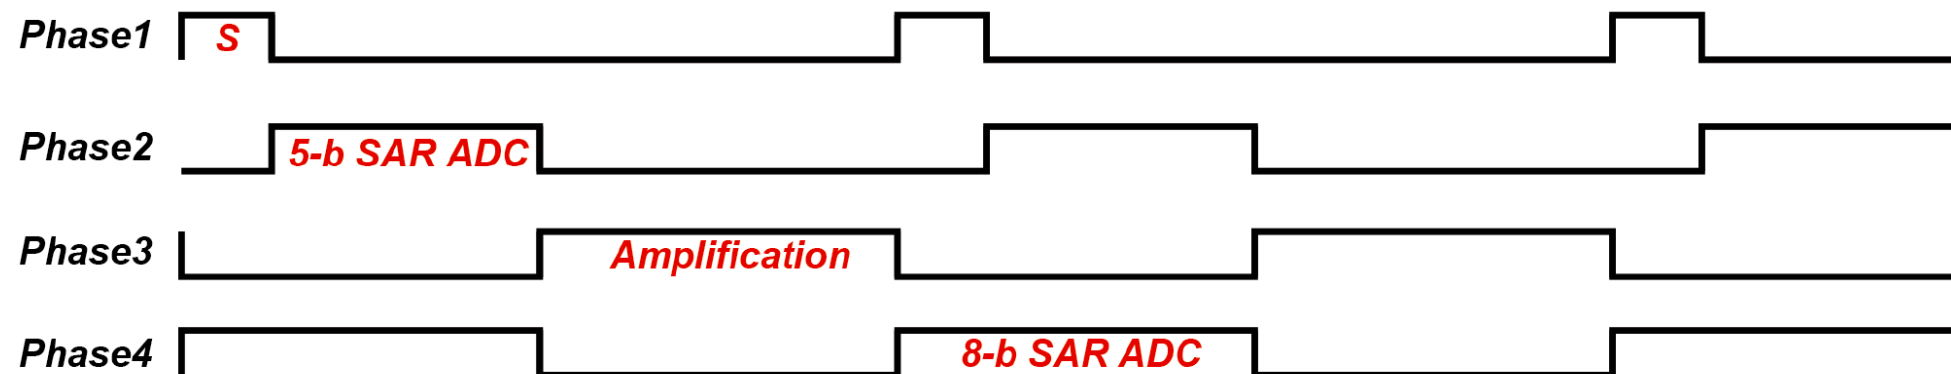 Phase1 S
Phase2 5-b SAR ADC
Phase3 Amplification
Phase4 8-b SAR ADC